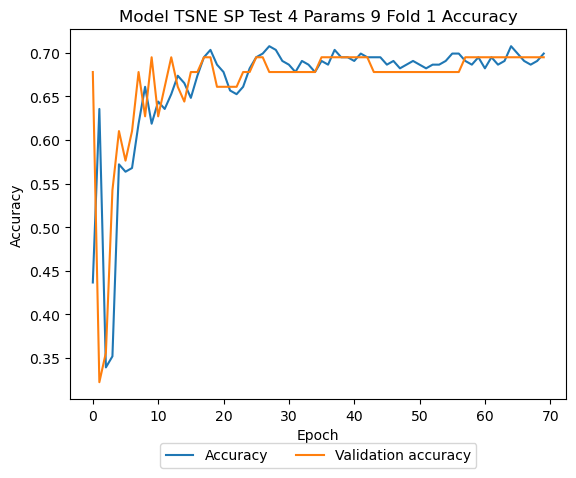 Model TSNE SP Test 4 Params 9 Fold 1 Accuracy
Accuracy
0.70
0.65
0.60
0.55
0.50
0.45
0.40
0.35
0 10 20 30 40 50 60 70
Epoch
Accuracy Validation accuracy